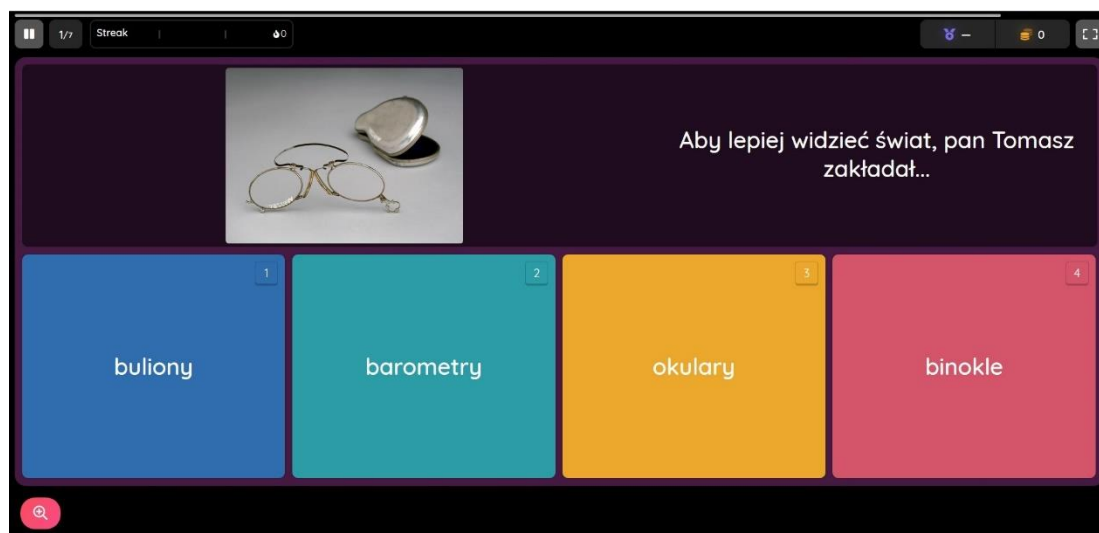 1/7
Streak
0
–
0
Aby lepiej widzieć świat, pan Tomasz
zakładał...
1
buliony
2
barometry
3
okulary
4
binokle